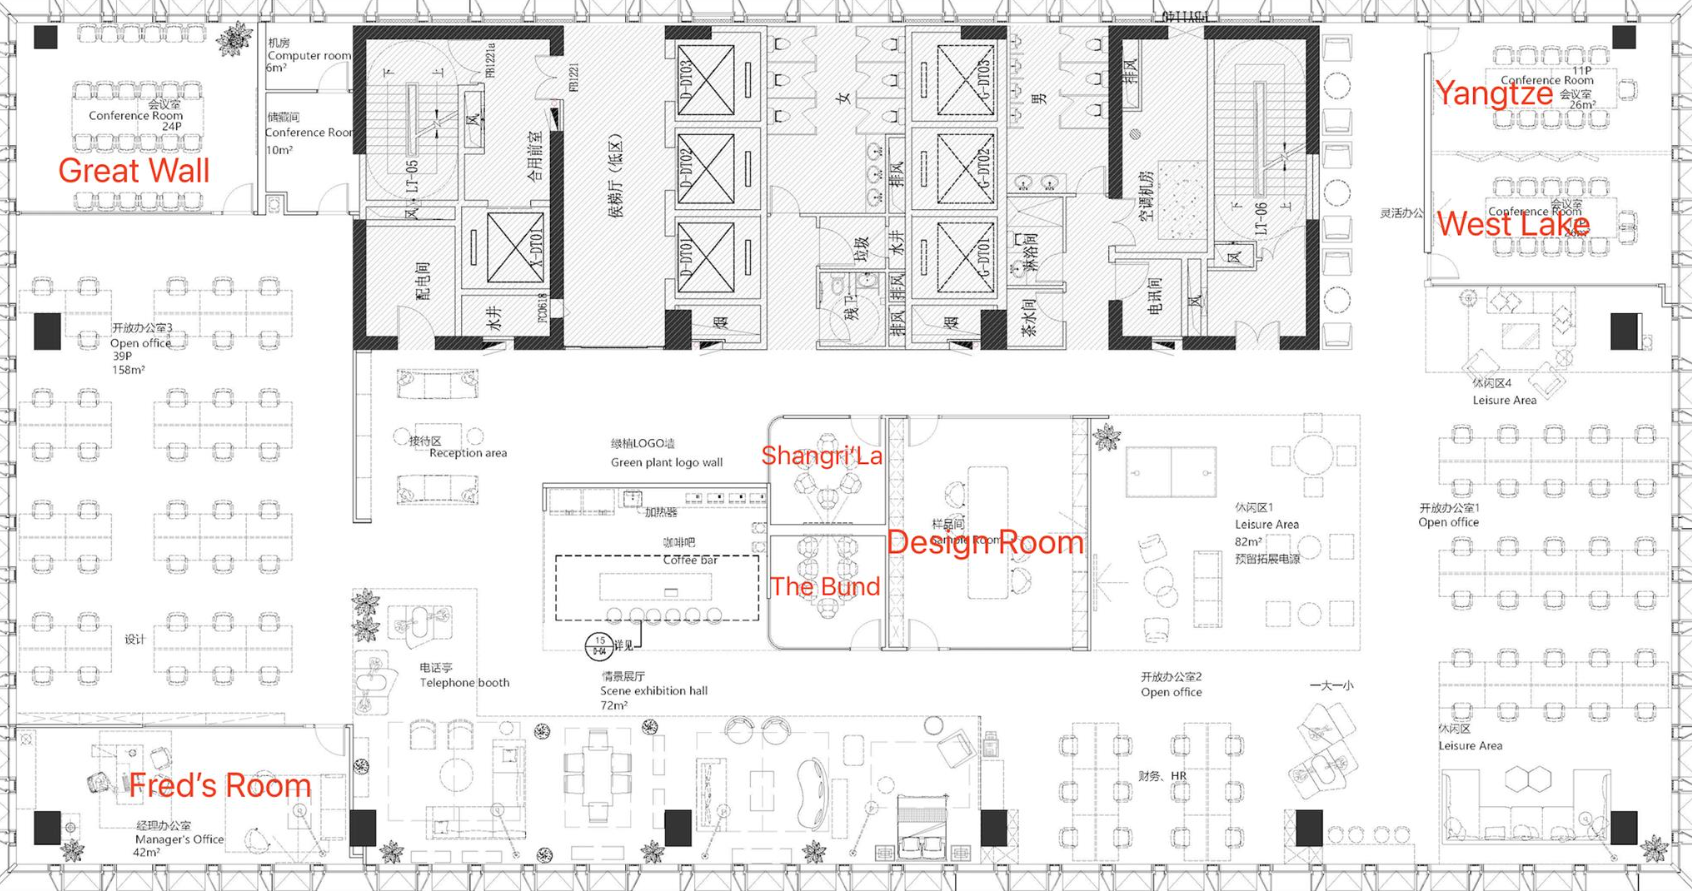 机房
Computer room
6m²
会议室
Conference Room
24P
Great Wall
储藏间
Conference Room
10m²
下
上
FB1221a
FB1221
风
LT-05
风
合用前室
X-DT01
配电间
水井
FC0618
候梯厅（低区）
D-DT03
D-DT02
D-DT01
烟
女
排风
垃圾
水井
排风
残卫
排风
G-DT03
G-DT02
G-DT01
烟
男
淋浴间
茶水间
排风
空调机房
电讯间
风
LT-06
下
上
风
灵活办公
11P
Conference Room
会议室
26m²
Yangtze
会议室
Conference Room
West Lake
开放办公室3
Open office
39P
158m²
接待区
Reception area
绿植LOGO墙
Green plant logo wall
加热器
咖啡吧
Coffee bar
Shangri'La
The Bund
样品间
Sample Room
Design Room
休闲区1
Leisure Area
82m²
预留拓展电源
休闲区4
Leisure Area
开放办公室1
Open office
设计
15
D-04
详见
电话亭
Telephone booth
情景展厅
Scene exhibition hall
72m²
开放办公室2
Open office
一大一小
休闲区
Leisure Area
财务、HR
Fred's Room
经理办公室
Manager's Office
42m²